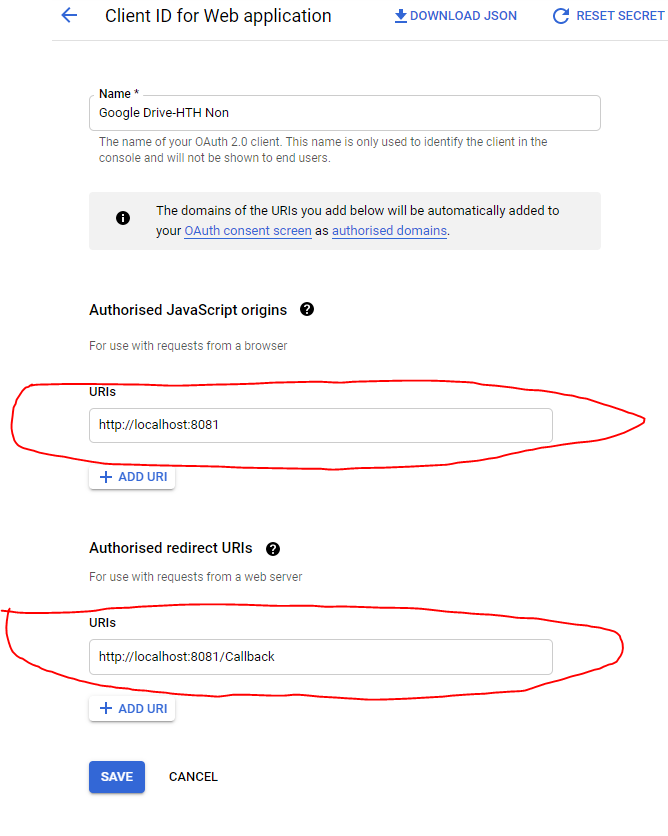 Client ID for Web application
DOWNLOAD JSON
RESET SECRET
Name *
Google Drive-HTH Non
The name of your OAuth 2.0 client. This name is only used to identify the client in the
console and will not be shown to end users.
The domains of the URIs you add below will be automatically added to
your OAuth consent screen as authorised domains.
Authorised JavaScript origins
For use with requests from a browser
URIs
http://localhost:8081
ADD URI
Authorised redirect URIs
For use with requests from a web server
URIs
http://localhost:8081/Callback
ADD URI
SAVE
CANCEL